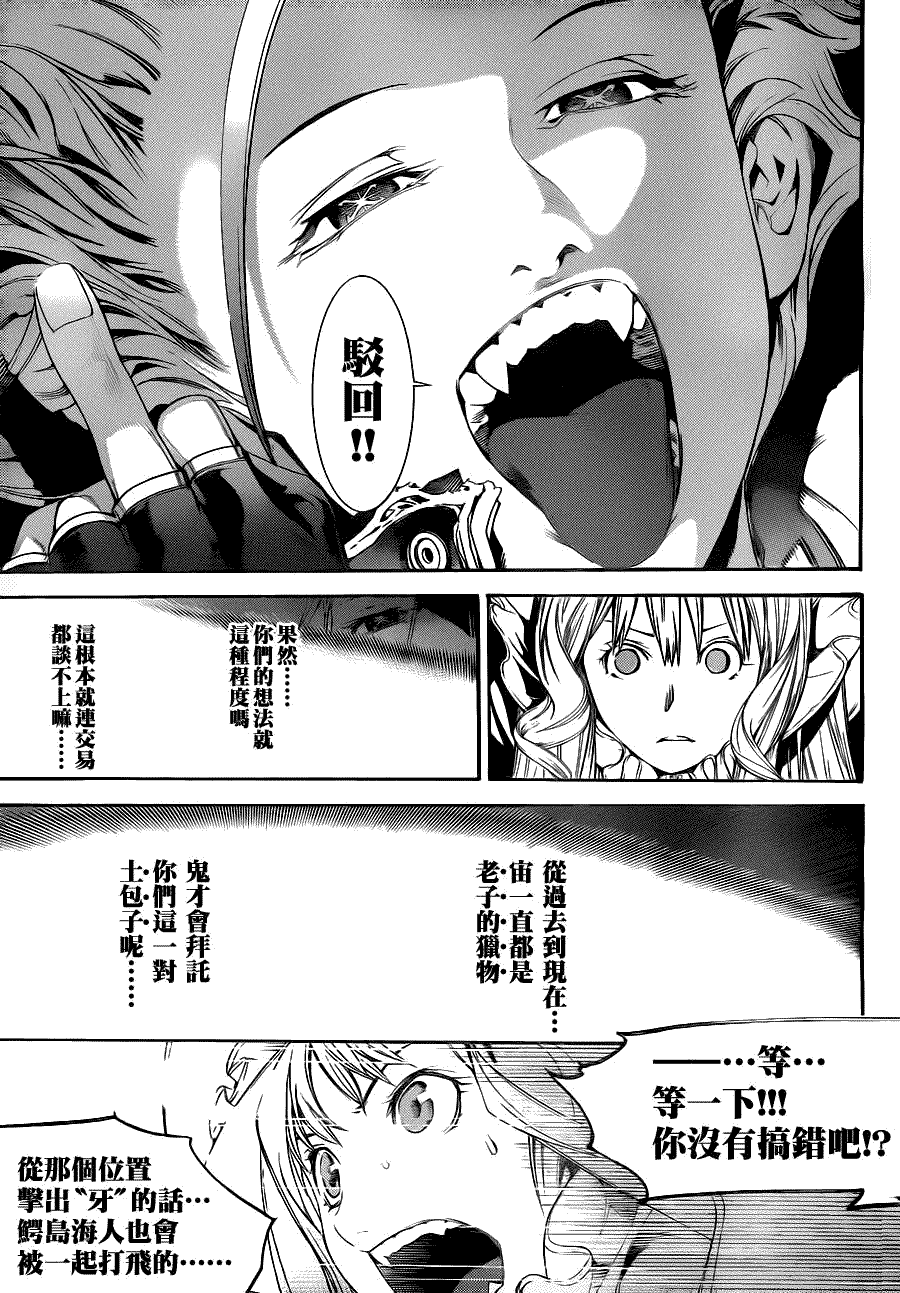 駁回!!
果然……
你們的想法就
這種程度嗎
這根本就連交易
都談不上嘛……
從過去到現在…
宙一直都是
老子的獵物
鬼才會拜託
你們這一對
土包子呢……
——…等…
等一下!!!
你沒有搞錯吧!?
從那個位置
擊出〝牙〞的話…
鰐島海人也會
被一起打飛的……